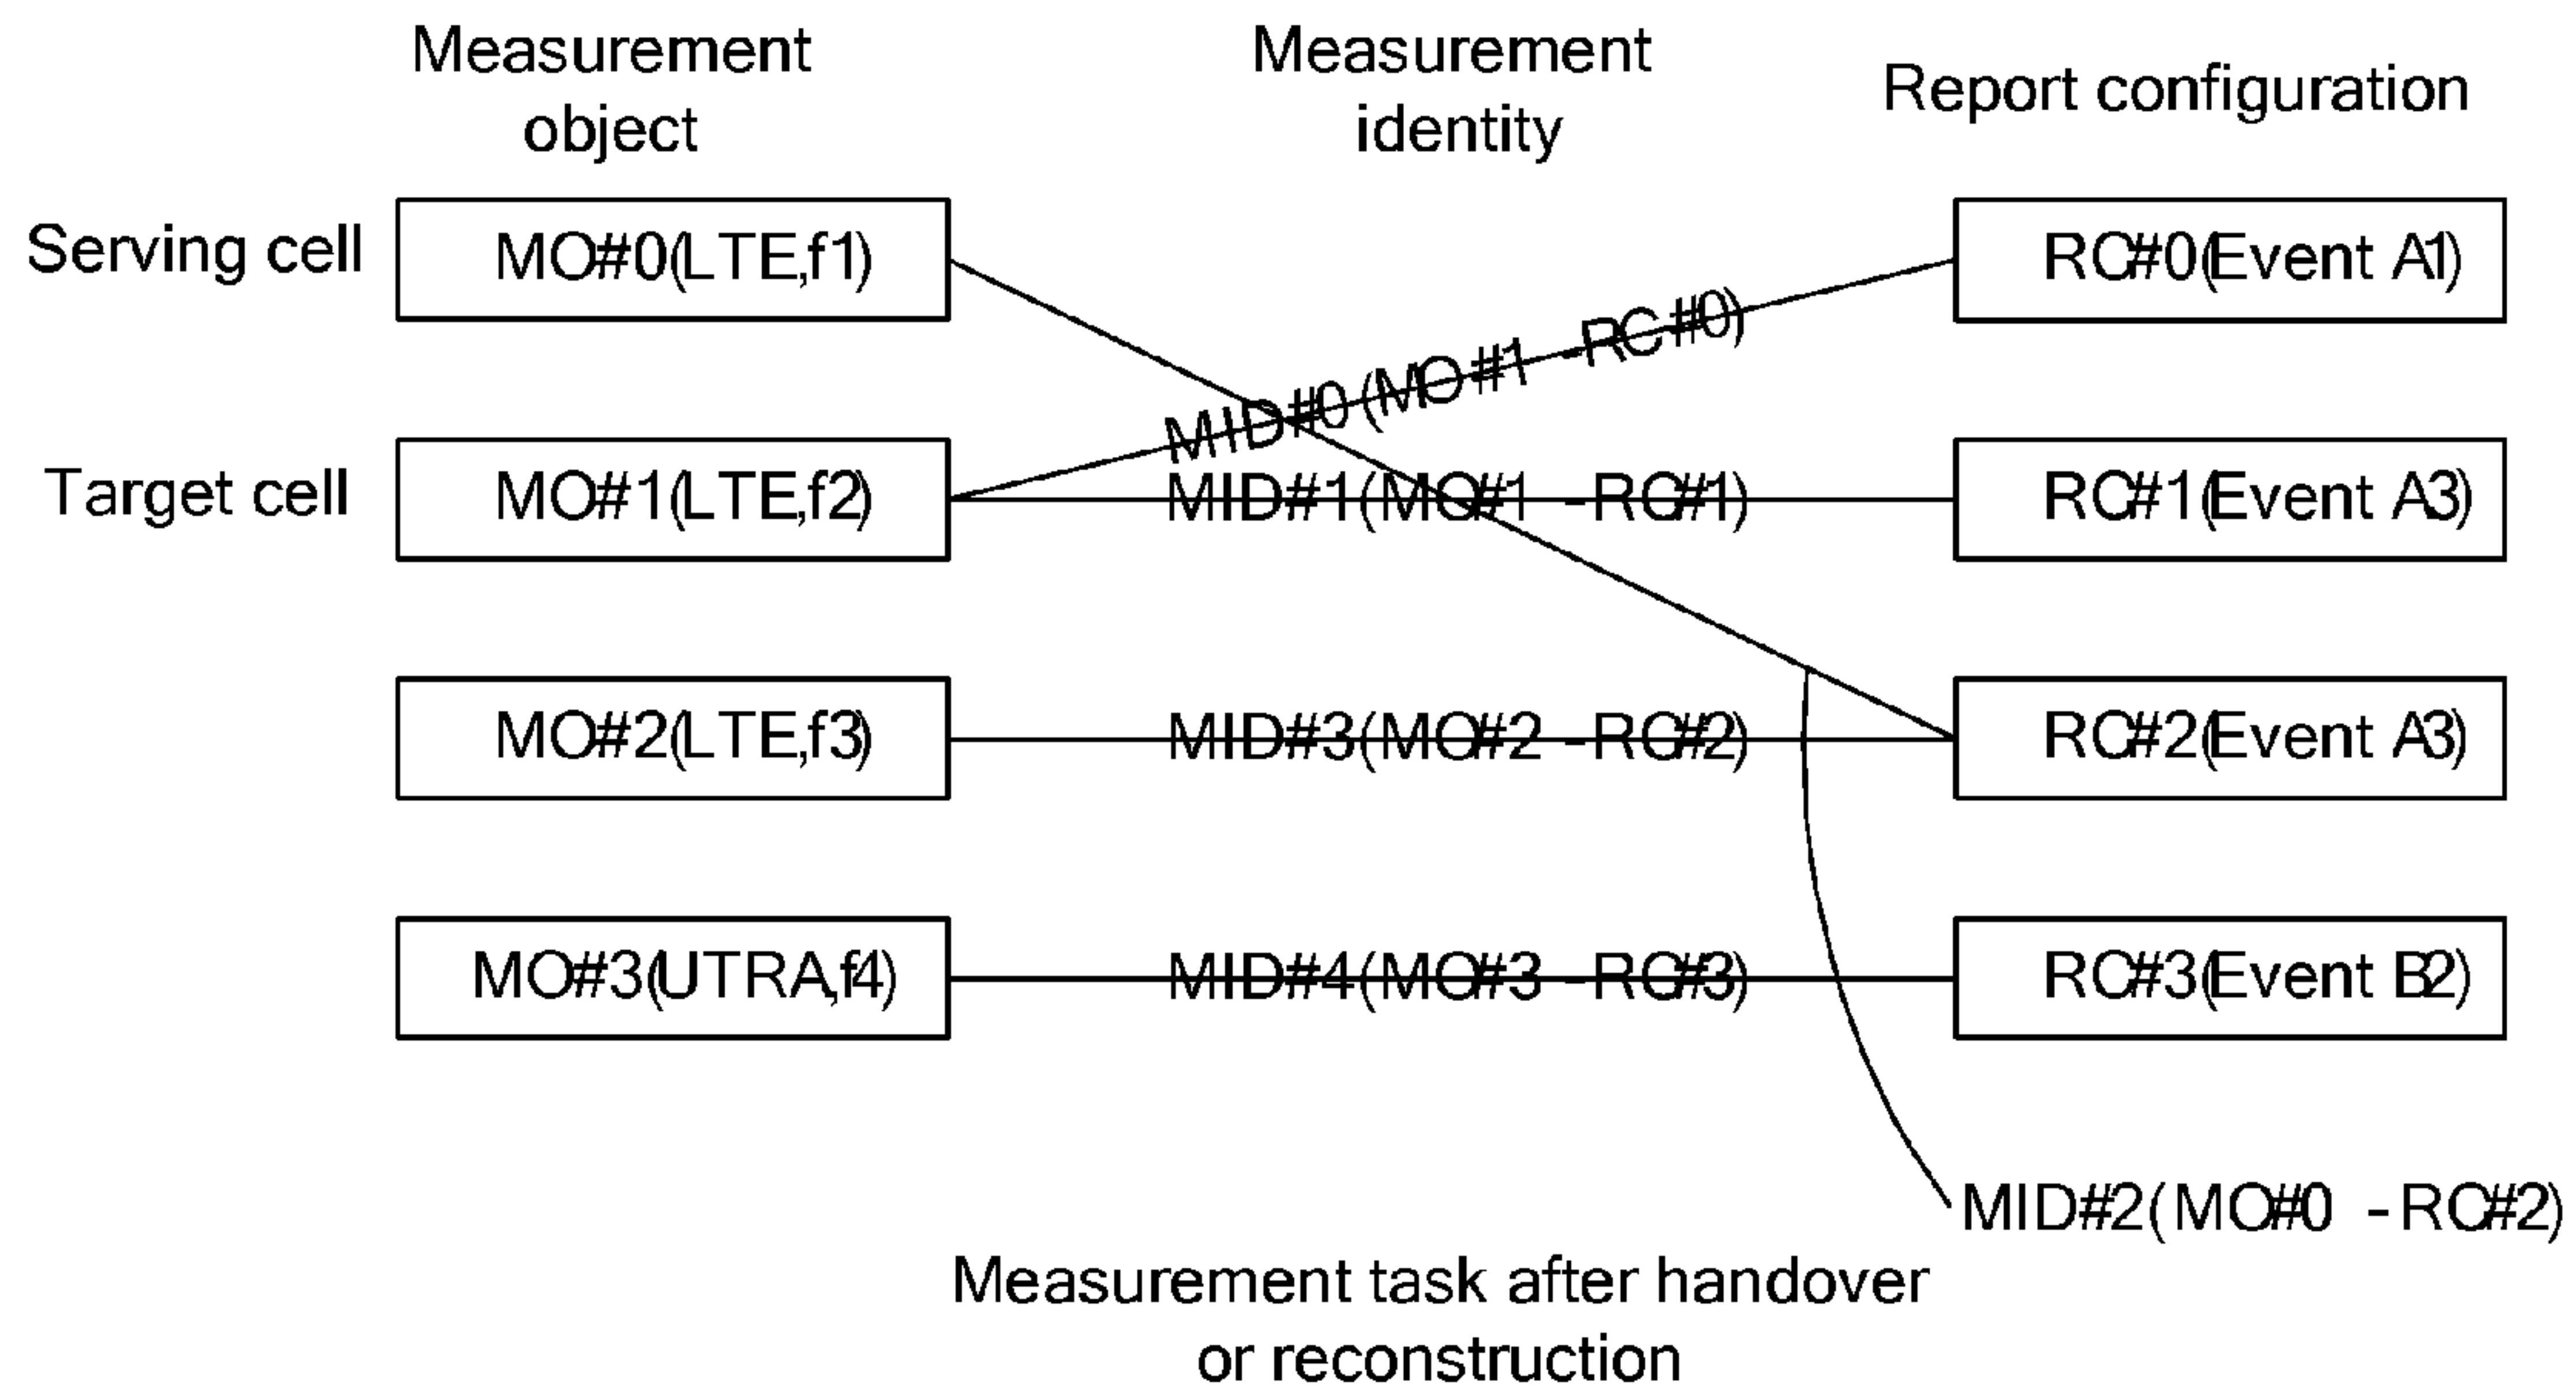 Measurement
object
Measurement
identity
Report configuration
Serving cell
MO#0(LTE,f1)
RC#0(Event A1)
MID#0(MO#1 -RC#0)
Target cell
MO#1(LTE,f2)
MID#1(MO#1 -RC#1)
RC#1(Event A3)
MO#2(LTE,f3)
MID#3(MO#2 -RC#2)
RC#2(Event A3)
MO#3(UTRA,f4)
MID#4(MO#3 -RC#3)
RC#3(Event B2)
MID#2(MO#0 -RC#2)
Measurement task after handover
or reconstruction